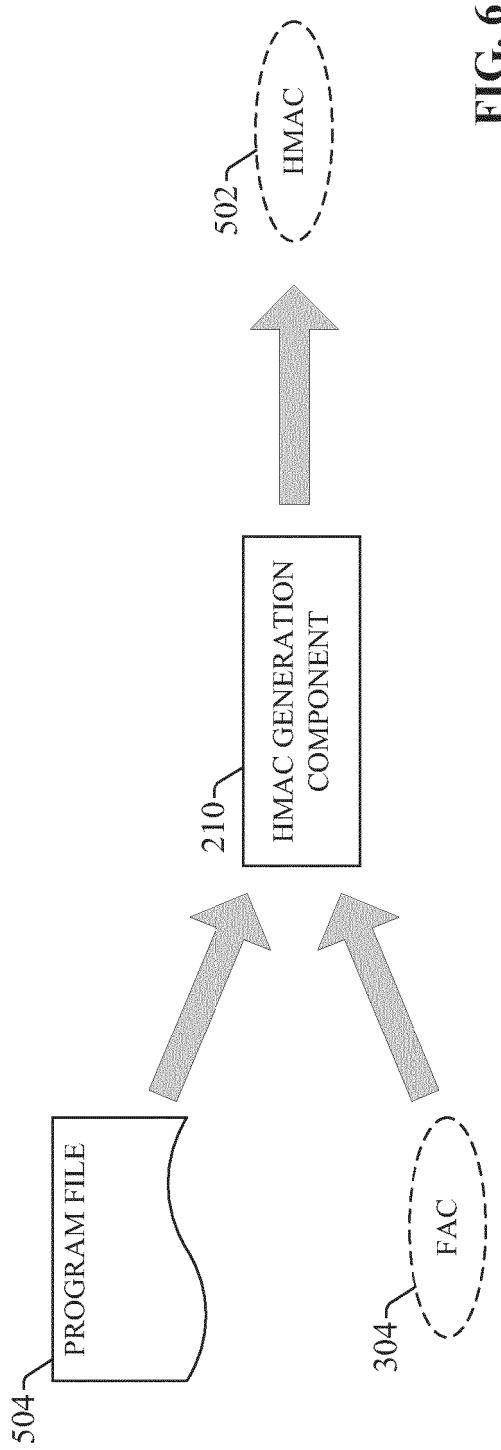 504
PROGRAM FILE
304
FAC
210
HMAC GENERATION
COMPONENT
502
HMAC
FIG. 6